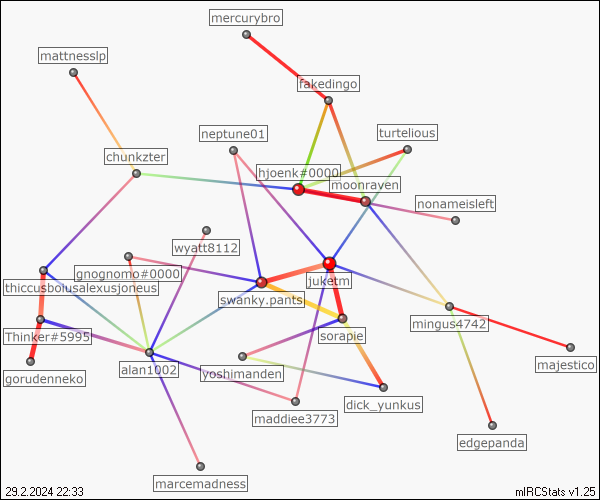 mercurybro
mattnesslp
fakedingo
neptune01
turtelious
chunkzter
hjoenk#0000
moonraven
nonameisleft
wyatt8112
gnognomo#0000
thiccusbolusalexusjoneus
swanky.pants
juketm
Thinker#5995
sorapie
mingus4742
gorudenneko
alan1002
yoshimanden
majestico
dick_yunkus
maddiee3773
edgepanda
marcemadness
29.2.2024 22:33
mIRCStats v1.25